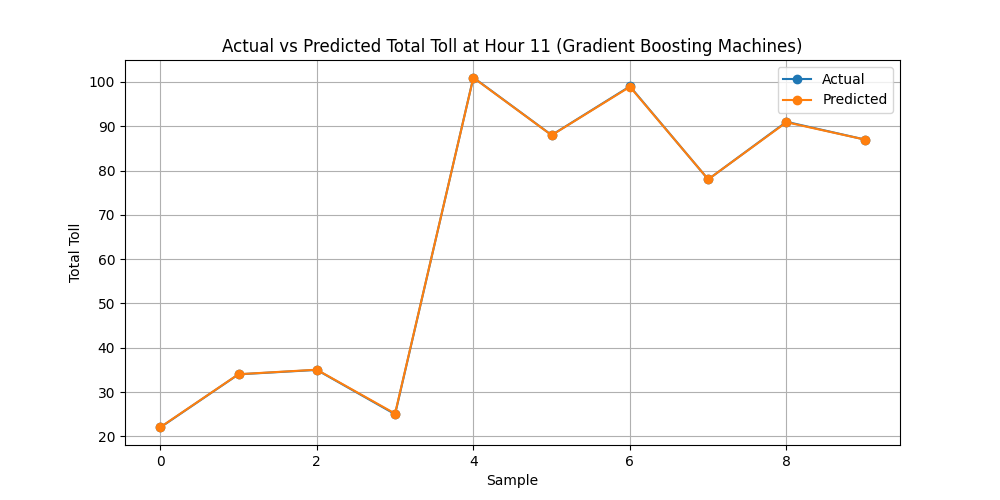 Actual vs Predicted Total Toll at Hour 11 (Gradient Boosting Machines)
Actual
Predicted
100
90
80
70
60
50
40
30
20
Total Toll
0 2 4 6 8
Sample